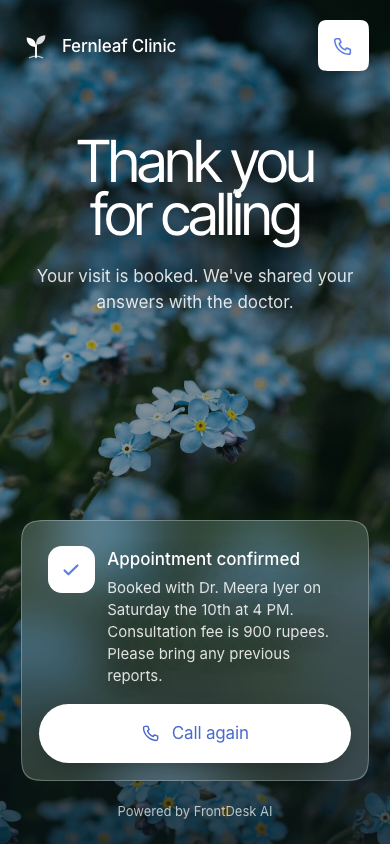 Fernleaf Clinic
Thank you
for calling
Your visit is booked. We've shared your
answers with the doctor.
Appointment confirmed
Booked with Dr. Meera Iyer on
Saturday the 10th at 4 PM.
Consultation fee is 900 rupees.
Please bring any previous
reports.
Call again
Powered by FrontDesk AI